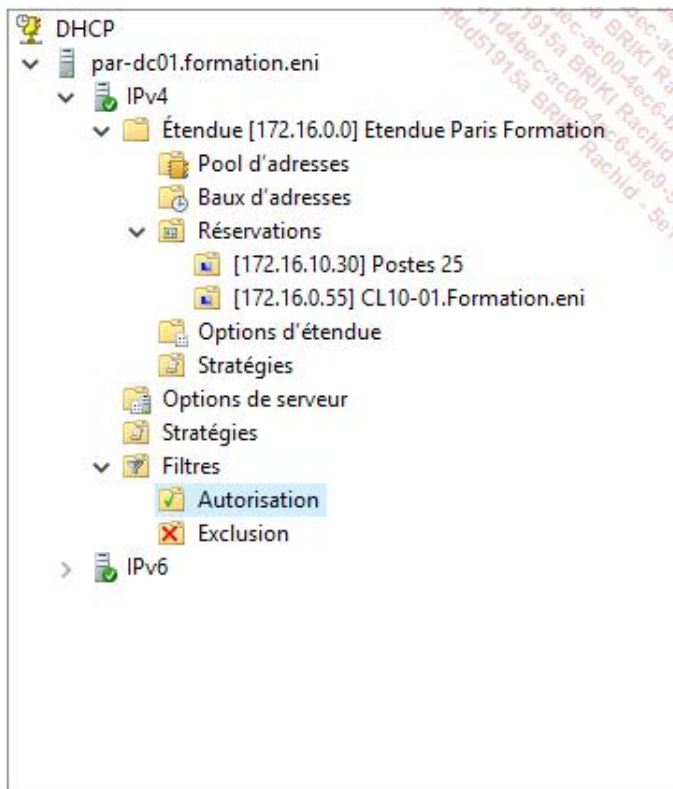 DHCP
par-dc01.formation.eni
IPv4
Étendue [172.16.0.0] Etendue Paris Formation
Pool d'adresses
Baux d'adresses
Réservations
[172.16.10.30] Postes 25
[172.16.0.55] CL10-01.Formation.eni
Options d'étendue
Stratégies
Options de serveur
Stratégies
Filtres
Autorisation
Exclusion
IPv6